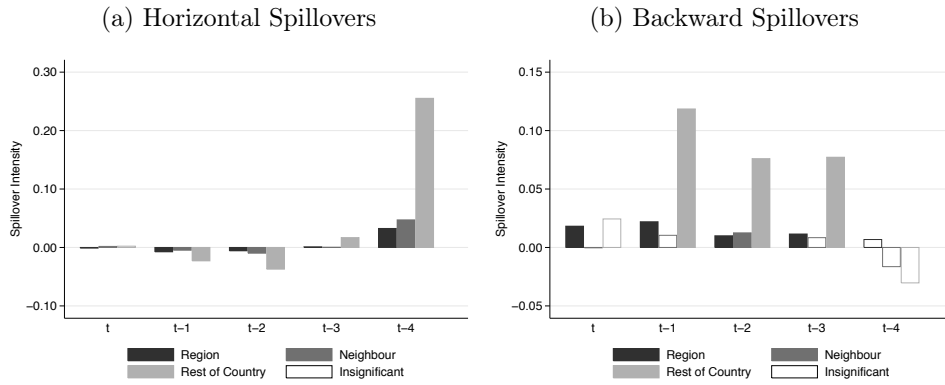 (a) Horizontal Spillovers
Spillover Intensity
0.30
0.20
0.10
0.00
−0.10
t
t−1
t−2
t−3
t−4
Region
Neighbour
Rest of Country
Insignificant
(b) Backward Spillovers
Spillover Intensity
0.15
0.10
0.05
0.00
−0.05
t
t−1
t−2
t−3
t−4
Region
Neighbour
Rest of Country
Insignificant